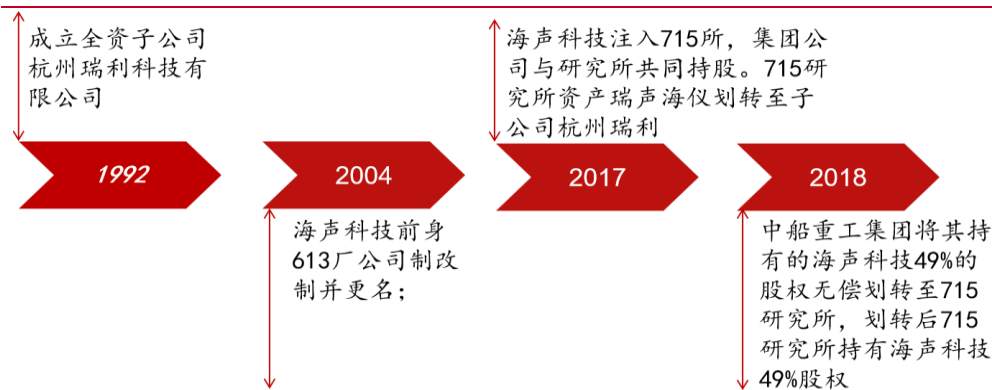 成立全资子公司
杭州瑞利科技有
限公司
海声科技注入715所，集团公
司与研究所共同持股。715研
究所资产瑞声海仪划转至子
公司杭州瑞利
1992
2004
2017
2018
海声科技前身
613厂公司制改
制并更名；
中船重工集团将其持
有的海声科技49%的
股权无偿划转至715
研究所，划转后715
研究所持有海声科技
49%股权